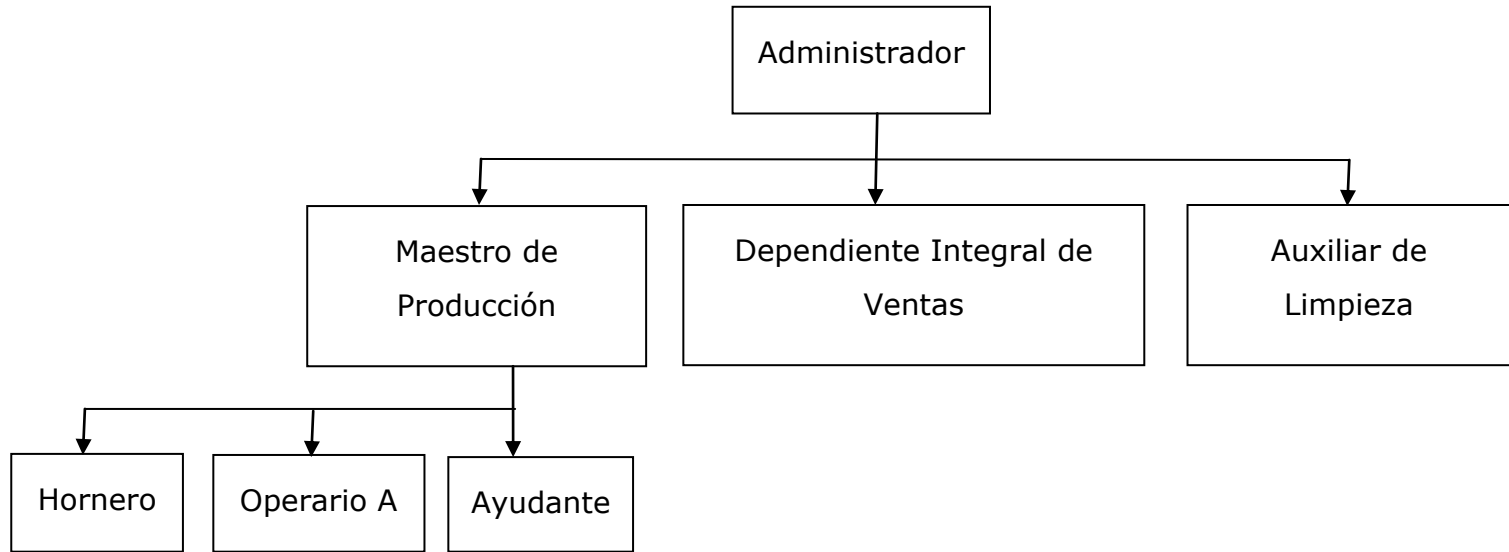 Administrador
Maestro de
Producción
Dependiente Integral de
Ventas
Auxiliar de
Limpieza
Hornero
Operario A
Ayudante